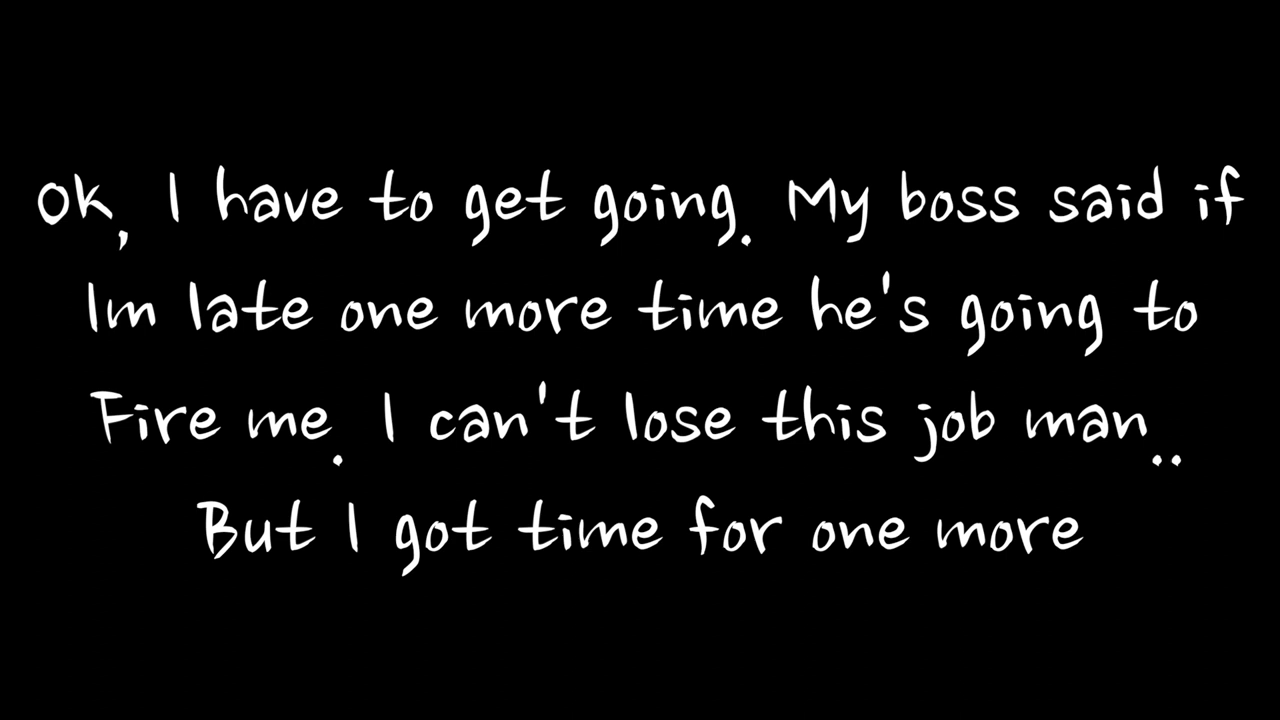 Ok, I have to get going. My boss said if
Im late one more time he's going to
Fire me. I can't lose this job man..
But I got time for one more